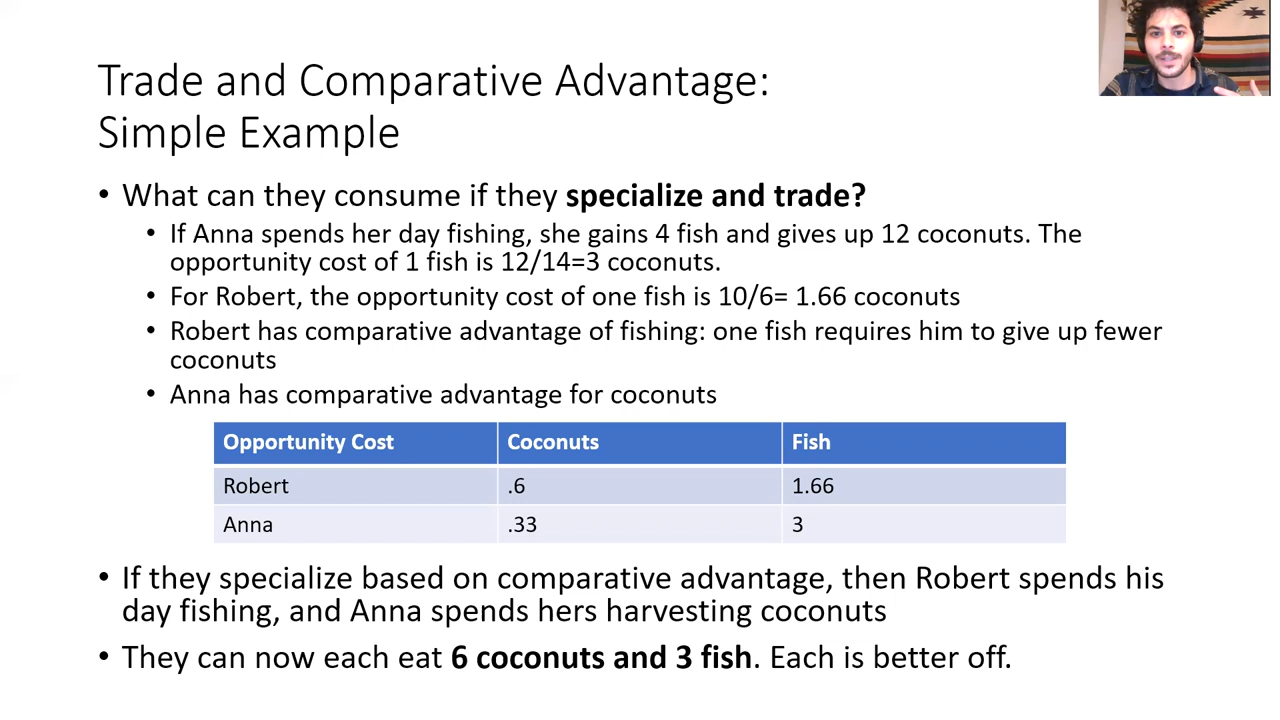 Trade and Comparative Advantage:
Simple Example
• What can they consume if they specialize and trade?
• If Anna spends her day fishing, she gains 4 fish and gives up 12 coconuts. The
opportunity cost of 1 fish is 12/14=3 coconuts.
• For Robert, the opportunity cost of one fish is 10/6= 1.66 coconuts
• Robert has comparative advantage of fishing: one fish requires him to give up fewer
coconuts
• Anna has comparative advantage for coconuts
Opportunity Cost Coconuts Fish
Robert .6 1.66
Anna .33 3
• If they specialize based on comparative advantage, then Robert spends his
day fishing, and Anna spends hers harvesting coconuts
• They can now each eat 6 coconuts and 3 fish. Each is better off.